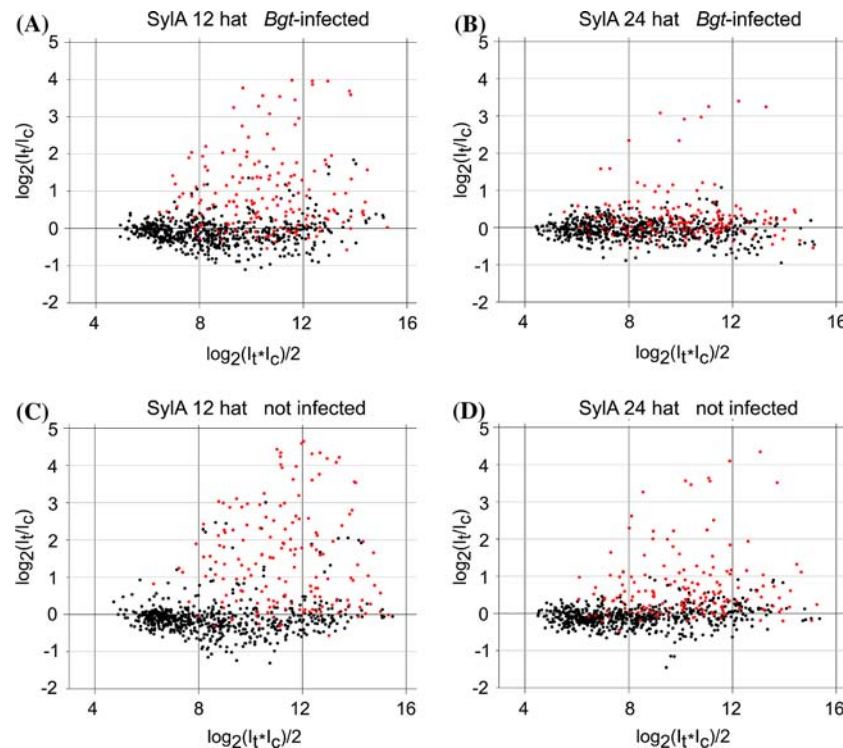 (A) SylA 12 hat Bgt-infected
5
4
3
2
1
0
-1
-2
log2(It/Ic)
4 8 12 16
log2(It*Ic)/2
(B) SylA 24 hat Bgt-infected
5
4
3
2
1
0
-1
-2
log2(It/Ic)
4 8 12 16
log2(It*Ic)/2
(C) SylA 12 hat not infected
5
4
3
2
1
0
-1
-2
log2(It/Ic)
4 8 12 16
log2(It*Ic)/2
(D) SylA 24 hat not infected
5
4
3
2
1
0
-1
-2
log2(It/Ic)
4 8 12 16
log2(It*Ic)/2